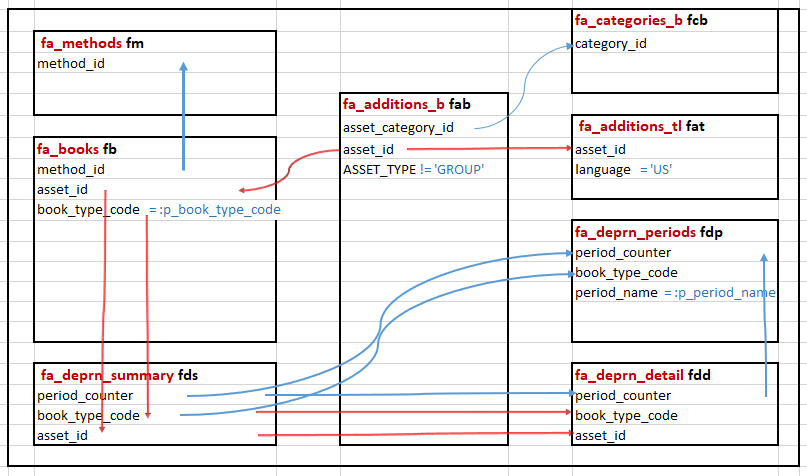 fa_methods fm
method_id
fa_books fb
method_id
asset_id
book_type_code = :p_book_type_code
fa_deprn_summary fds
period_counter
book_type_code
asset_id
fa_additions_b fab
asset_category_id
asset_id
ASSET_TYPE != 'GROUP'
fa_categories_b fcb
category_id
fa_additions_tl fat
asset_id
language = 'US'
fa_deprn_periods fdp
period_counter
book_type_code
period_name = :p_period_name
fa_deprn_detail fdd
period_counter
book_type_code
asset_id